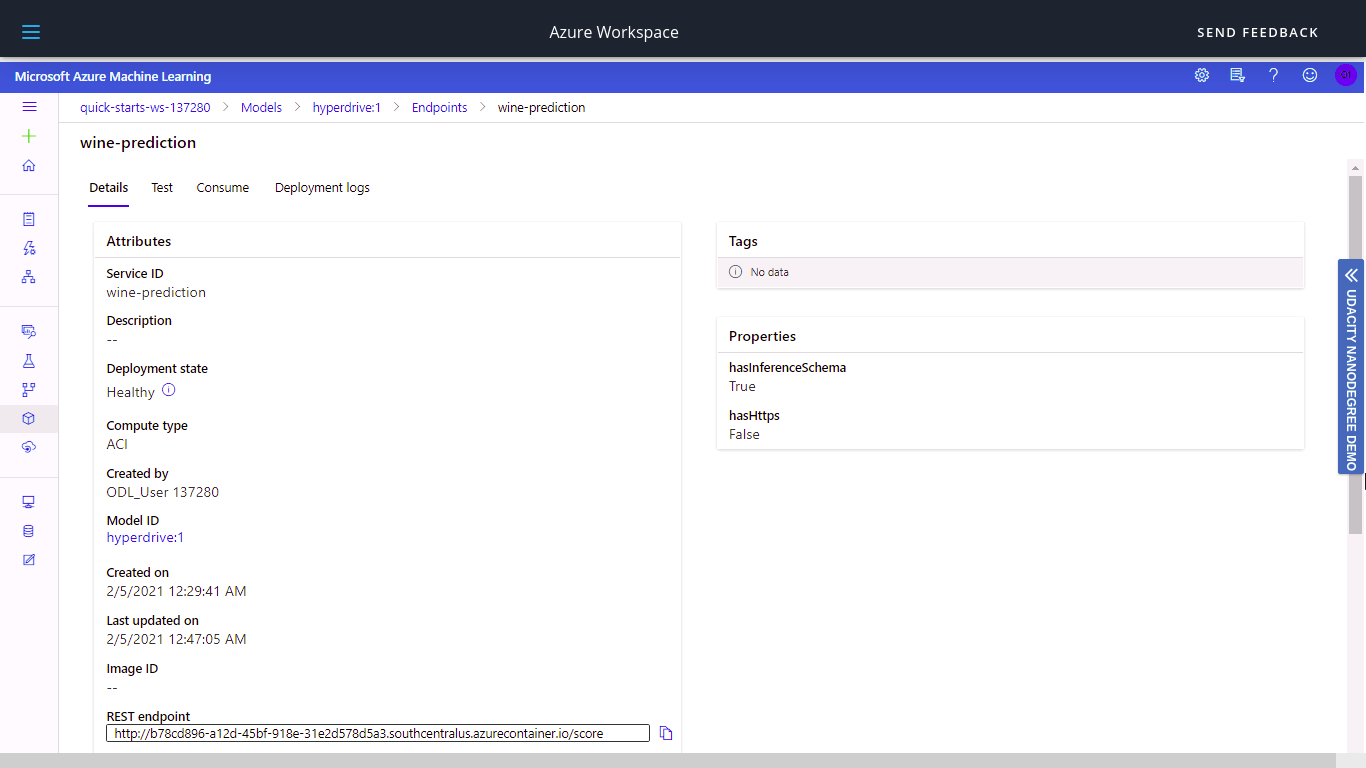 Azure Workspace
SEND FEEDBACK
Microsoft Azure Machine Learning
quick-starts-ws-137280 > Models > hyperdrive:1 > Endpoints > wine-prediction
wine-prediction
Details Test Consume Deployment logs
Attributes
Service ID
wine-prediction
Description
--
Deployment state
Healthy
Compute type
ACI
Created by
ODL_User 137280
Model ID
hyperdrive:1
Created on
2/5/2021 12:29:41 AM
Last updated on
2/5/2021 12:47:05 AM
Image ID
--
REST endpoint
http://b78cd896-a12d-45bf-918e-31e2d578d5a3.southcentralus.azurecontainer.io/score
Tags
No data
Properties
hasInferenceSchema
True
hasHttps
False
UDACITY NANODEGREE DEMO